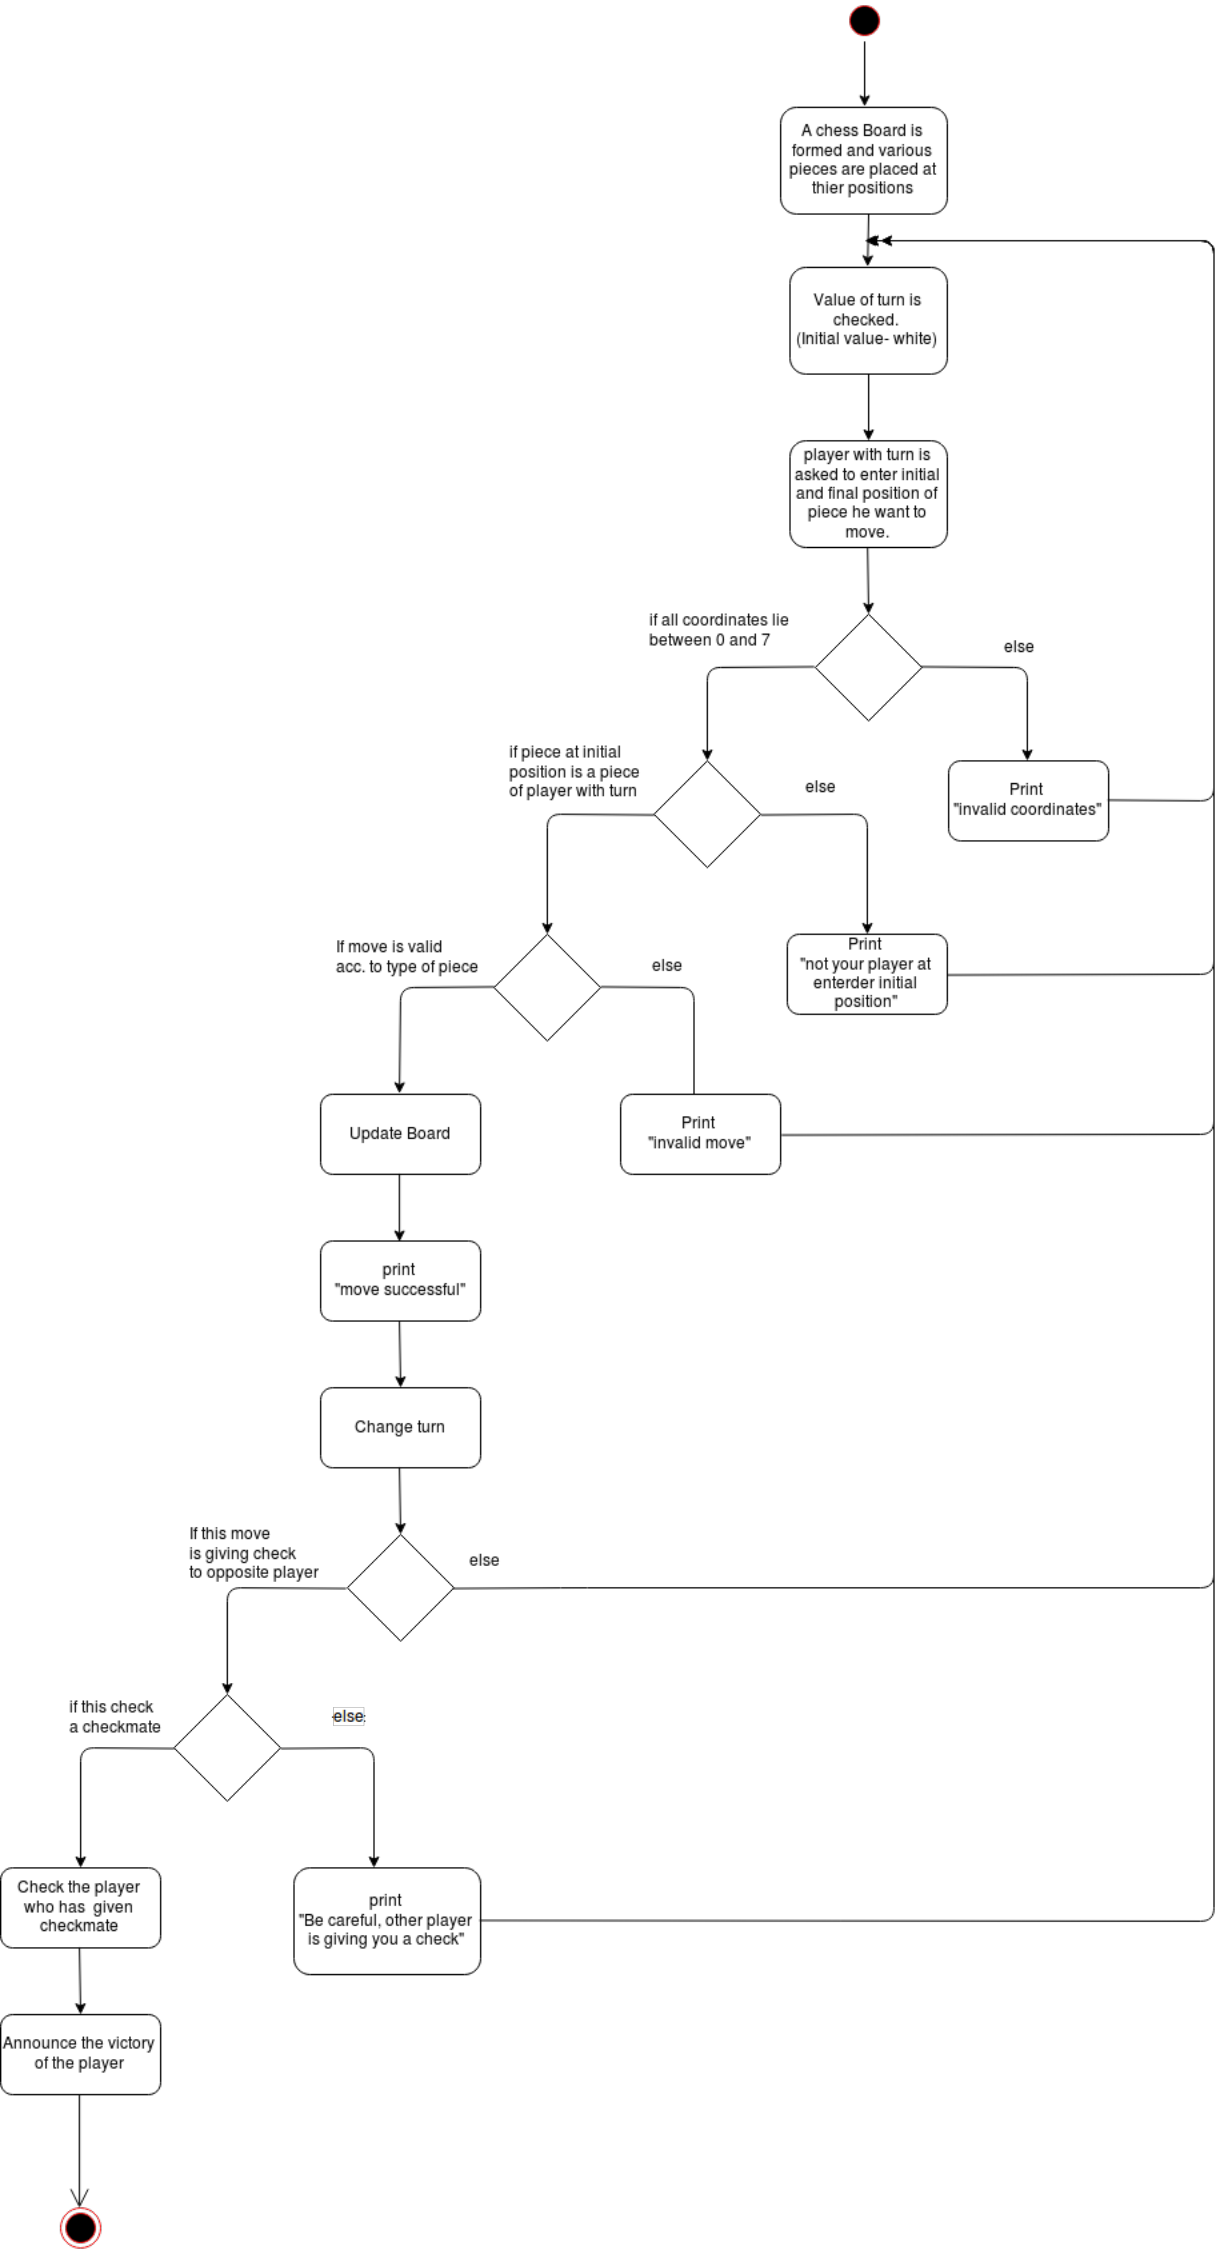 A chess Board is
formed and various
pieces are placed at
thier positions
Value of turn is
checked.
(Initial value- white)
player with turn is
asked to enter initial
and final position of
piece he want to
move.
if all coordinates lie
between 0 and 7
else
if piece at initial
position is a piece
of player with turn
else
Print
"invalid coordinates"
If move is valid
acc. to type of piece
else
Print
"not your player at
enterder initial
position"
Update Board
Print
"invalid move"
print
"move successful"
Change turn
If this move
is giving check
to opposite player
else
if this check
a checkmate
else
Check the player
who has given
checkmate
print
"Be careful, other player
is giving you a check"
Announce the victory
of the player